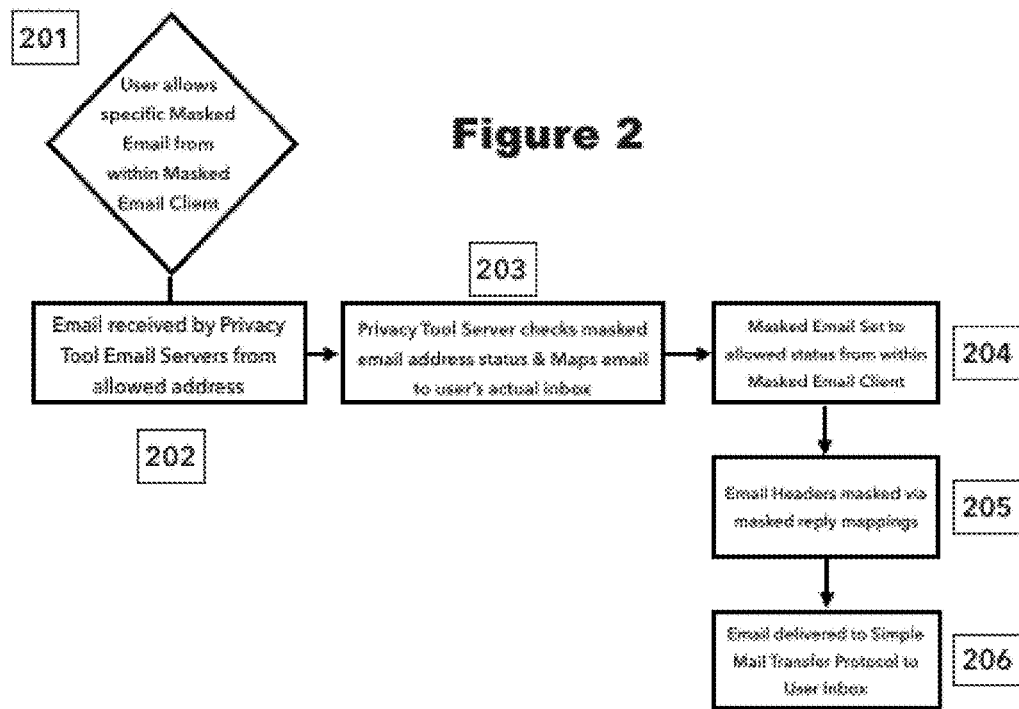 201
User allows
specific Masked
Email from
within Masked
Email Client
Figure 2
203
Email received by Privacy
Tool Email Servers from
allowed address
Privacy Tool Server checks masked
email address status & Maps email
to user's actual inbox
Masked Email Set to
allowed status from within
Masked Email Client
204
202
Email Headers masked via
masked reply mappings
205
Email delivered to Simple
Mail Transfer Protocol to
User Inbox
206